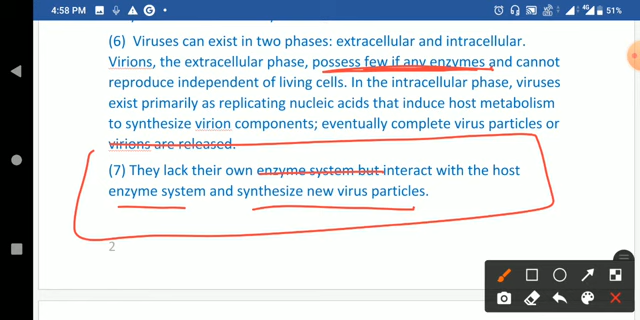 4:58 PM
4G
51%
(6) Viruses can exist in two phases: extracellular and intracellular.
Virions, the extracellular phase, possess few if any enzymes and cannot
reproduce independent of living cells. In the intracellular phase, viruses
exist primarily as replicating nucleic acids that induce host metabolism
to synthesize virion components; eventually complete virus particles or
virions are released.
(7) They lack their own enzyme system but interact with the host
enzyme system and synthesize new virus particles.
2